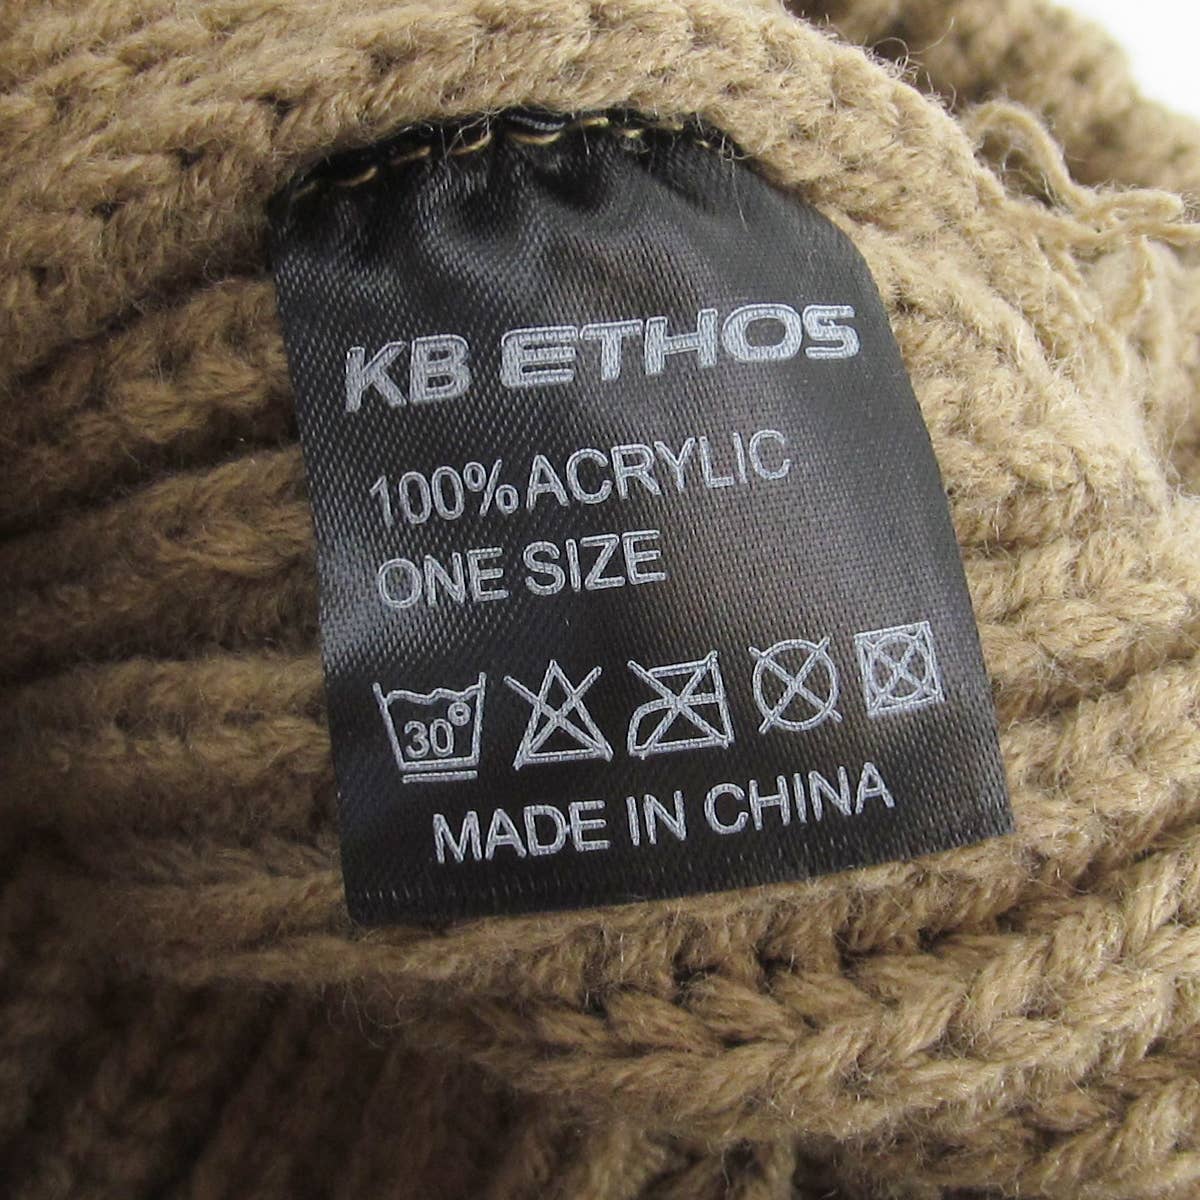 KB ETHOS
100% ACRYLIC
ONE SIZE
30°
MADE IN CHINA